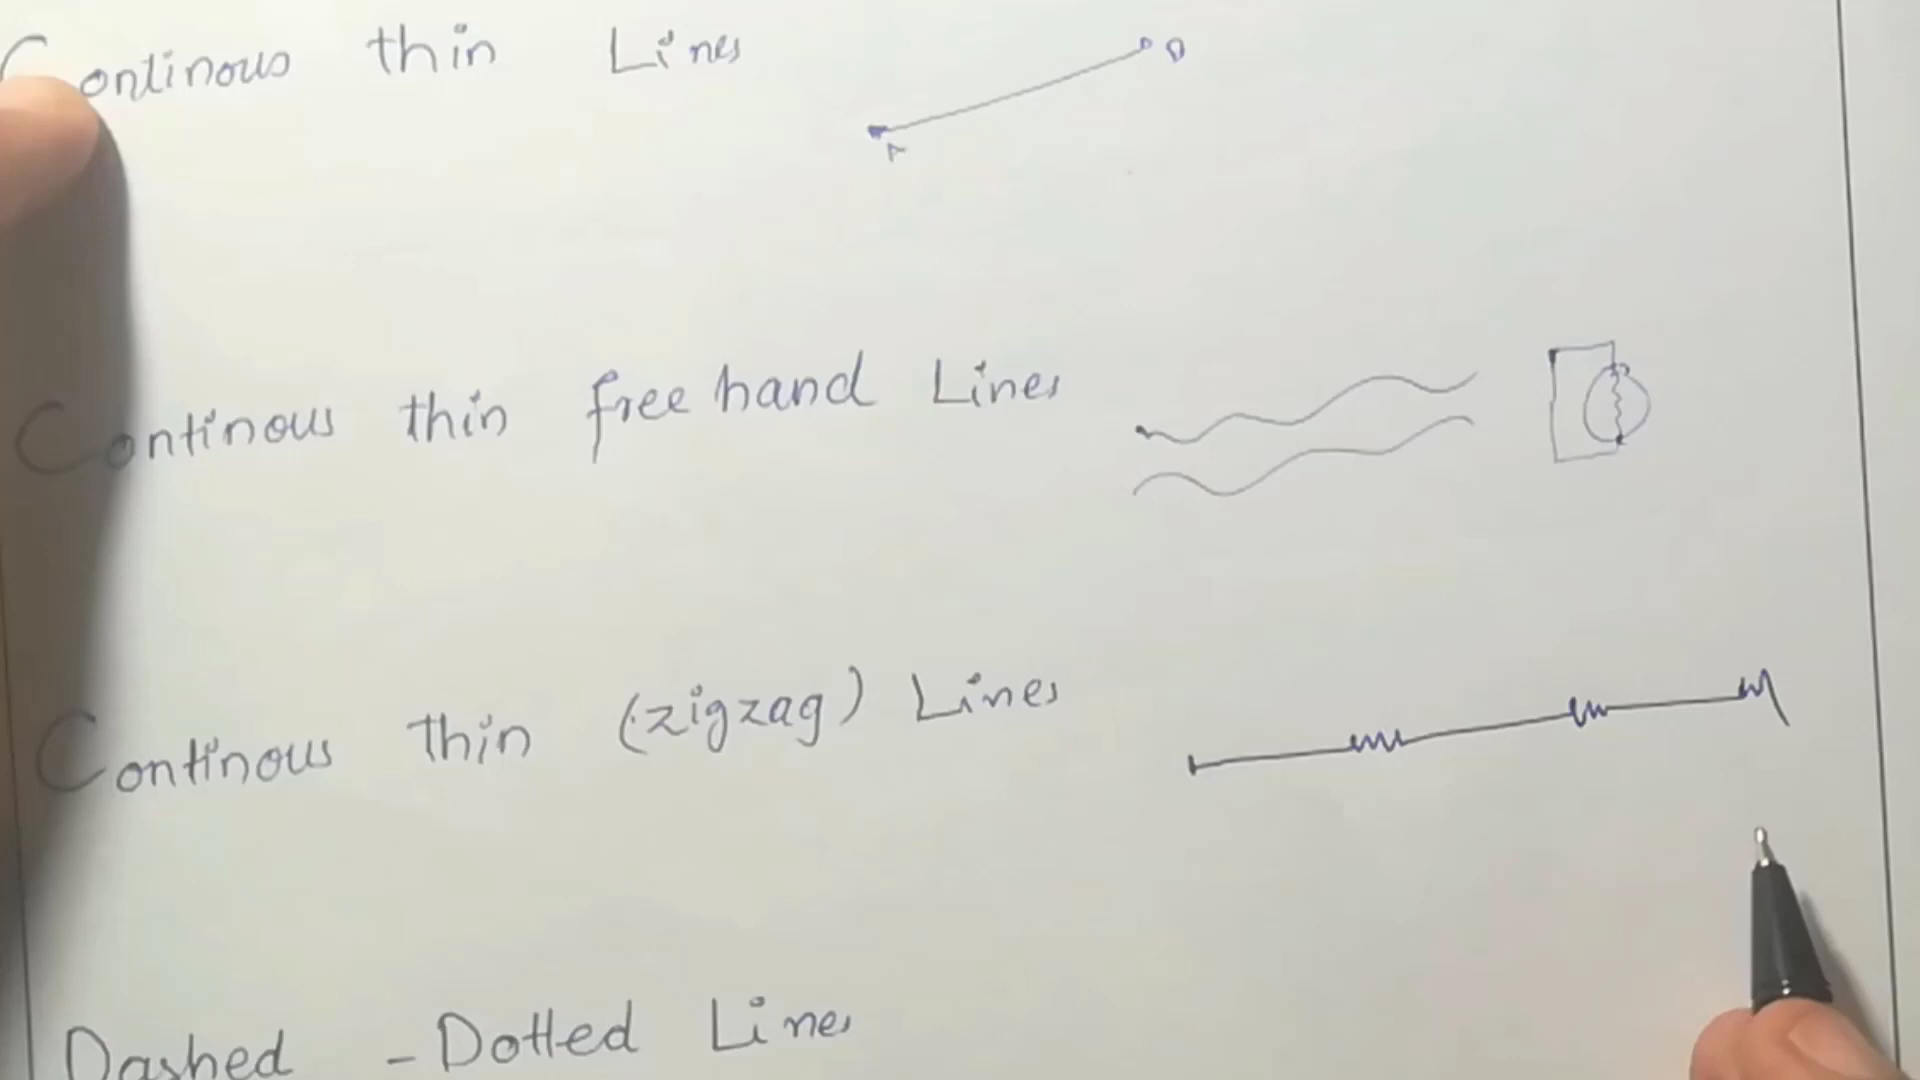 Continous thin Lines
A B
Continous thin free hand Lines
Continous thin (zigzag) Lines
Dashed - Dotted Lines